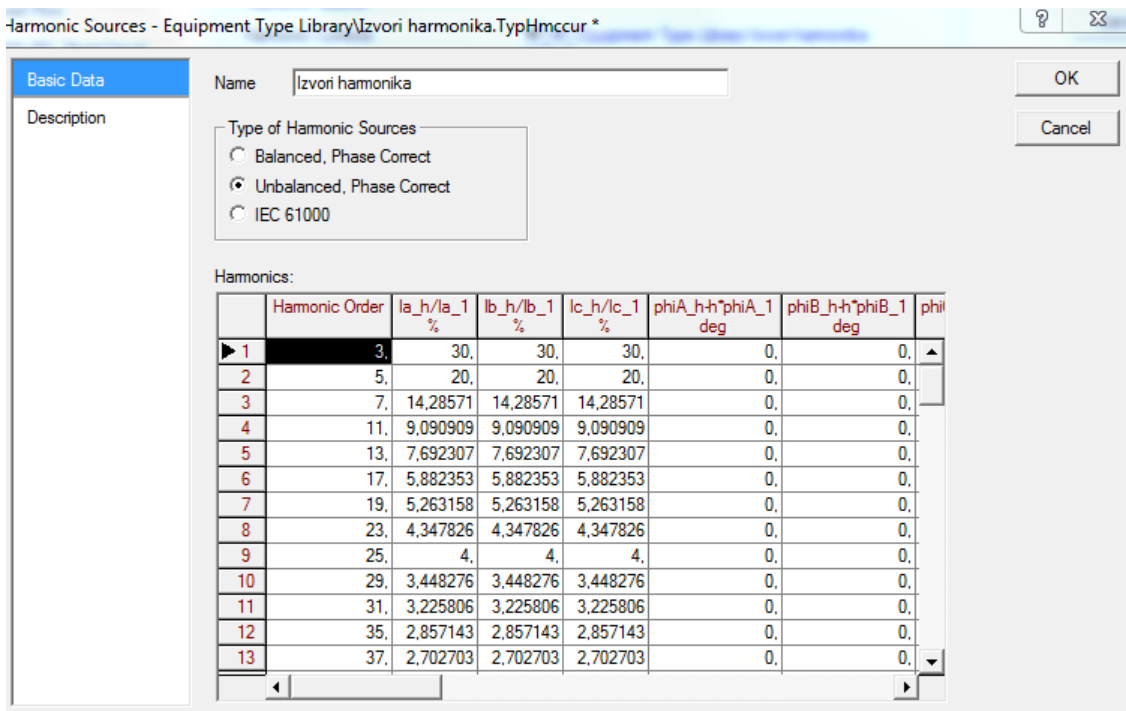 Harmonic Sources - Equipment Type Library\Izvori harmonika.TypHmccur *
Basic Data
Description
Name Izvori harmonika
OK
Cancel
Type of Harmonic Sources
Balanced, Phase Correct
Unbalanced, Phase Correct
IEC 61000
Harmonics:
Harmonic Order Ia_h/Ia_1 Ib_h/Ib_1 Ic_h/Ic_1 phiA_h-h*phiA_1 phiB_h-h*phiB_1 phi
% % % deg deg
1 3, 30, 30, 30, 0, 0,
2 5, 20, 20, 20, 0, 0,
3 7, 14,28571 14,28571 14,28571 0, 0,
4 11, 9,090909 9,090909 9,090909 0, 0,
5 13, 7,692307 7,692307 7,692307 0, 0,
6 17, 5,882353 5,882353 5,882353 0, 0,
7 19, 5,263158 5,263158 5,263158 0, 0,
8 23, 4,347826 4,347826 4,347826 0, 0,
9 25, 4, 4, 4, 0, 0,
10 29, 3,448276 3,448276 3,448276 0, 0,
11 31, 3,225806 3,225806 3,225806 0, 0,
12 35, 2,857143 2,857143 2,857143 0, 0,
13 37, 2,702703 2,702703 2,702703 0, 0,